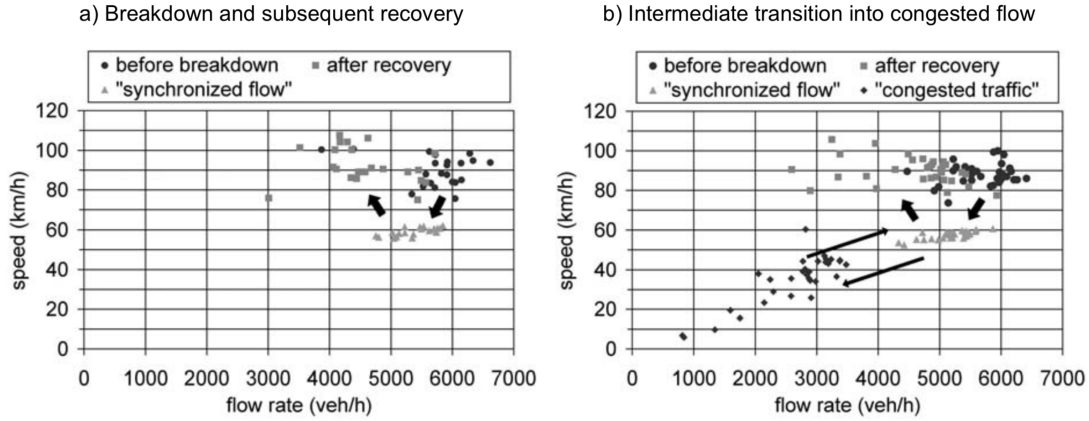 a) Breakdown and subsequent recovery
before breakdown after recovery
"synchronized flow"
120
100
80
60
40
20
0
speed (km/h)
0 1000 2000 3000 4000 5000 6000 7000
flow rate (veh/h)
b) Intermediate transition into congested flow
before breakdown after recovery
"synchronized flow" "congested traffic"
120
100
80
60
40
20
0
speed (km/h)
0 1000 2000 3000 4000 5000 6000 7000
flow rate (veh/h)